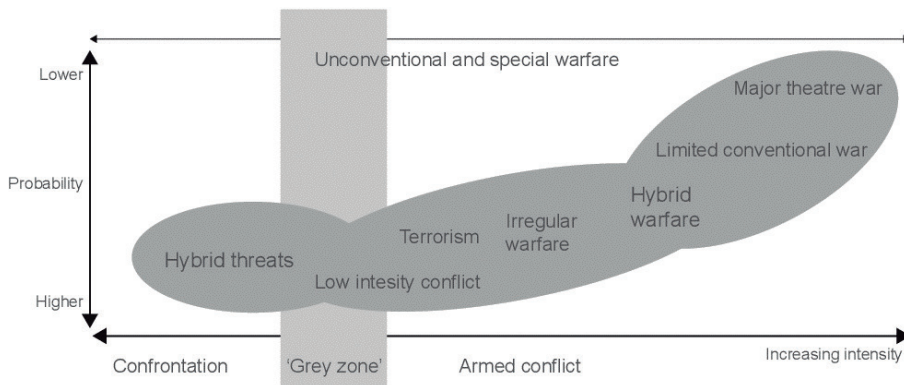 Unconventional and special warfare
Lower
Major theatre war
Limited conventional war
Probability
Hybrid
warfare
Irregular
warfare
Terrorism
Hybrid threats
Low intesity conflict
Higher
Confrontation
'Grey zone'
Armed conflict
Increasing intensity